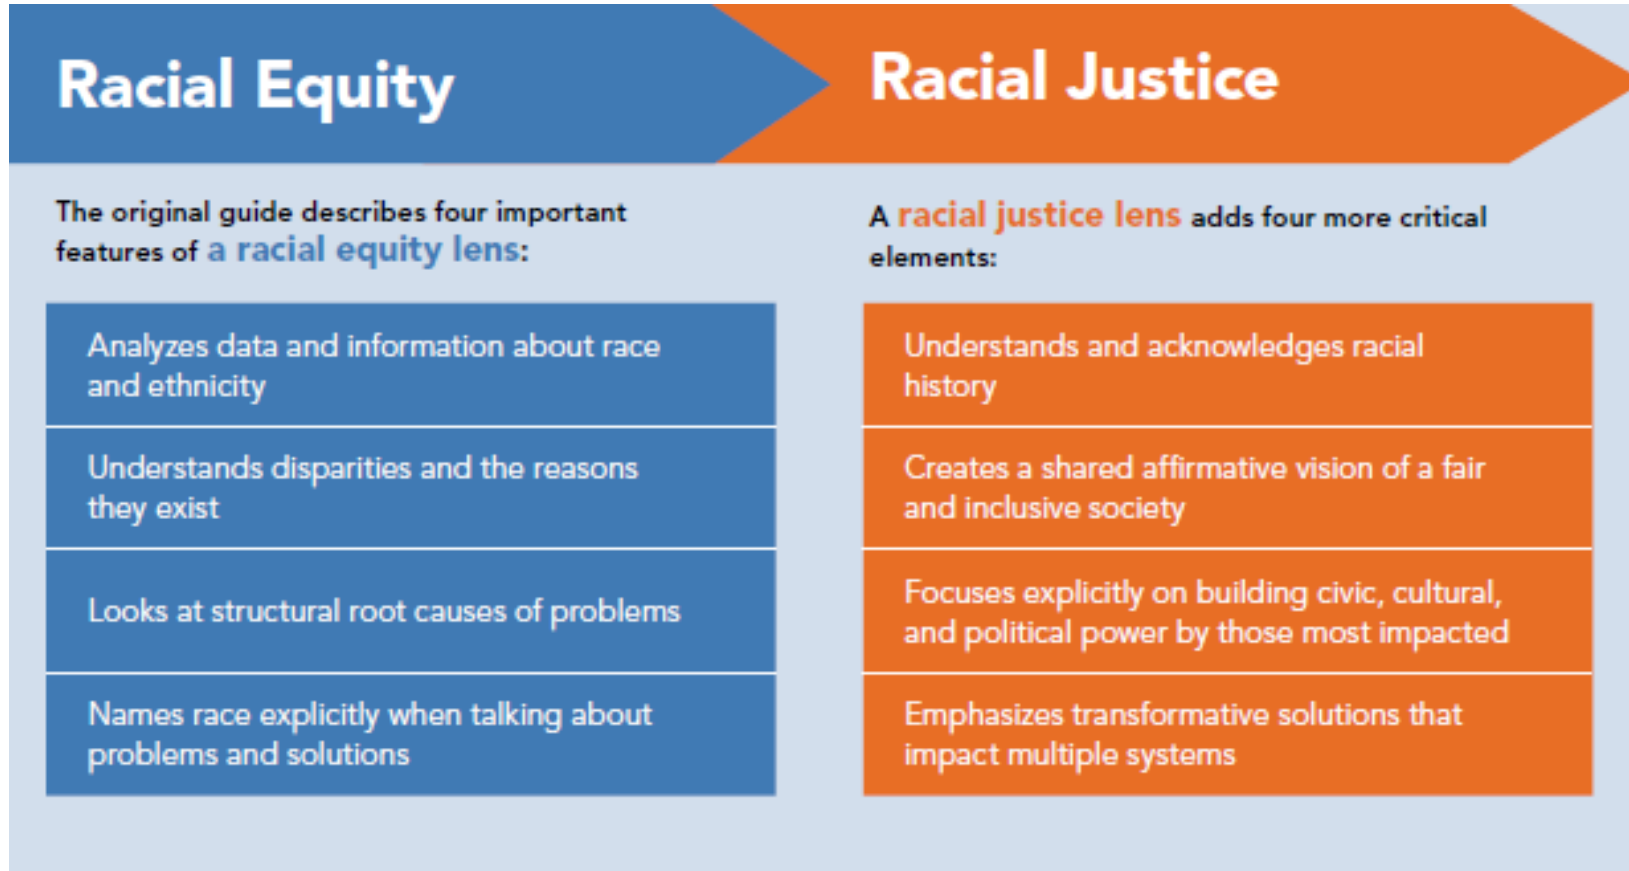 Racial Equity
The original guide describes four important
features of a racial equity lens:
Analyzes data and information about race
and ethnicity
Understands disparities and the reasons
they exist
Looks at structural root causes of problems
Names race explicitly when talking about
problems and solutions
Racial Justice
A racial justice lens adds four more critical
elements:
Understands and acknowledges racial
history
Creates a shared affirmative vision of a fair
and inclusive society
Focuses explicitly on building civic, cultural,
and political power by those most impacted
Emphasizes transformative solutions that
impact multiple systems